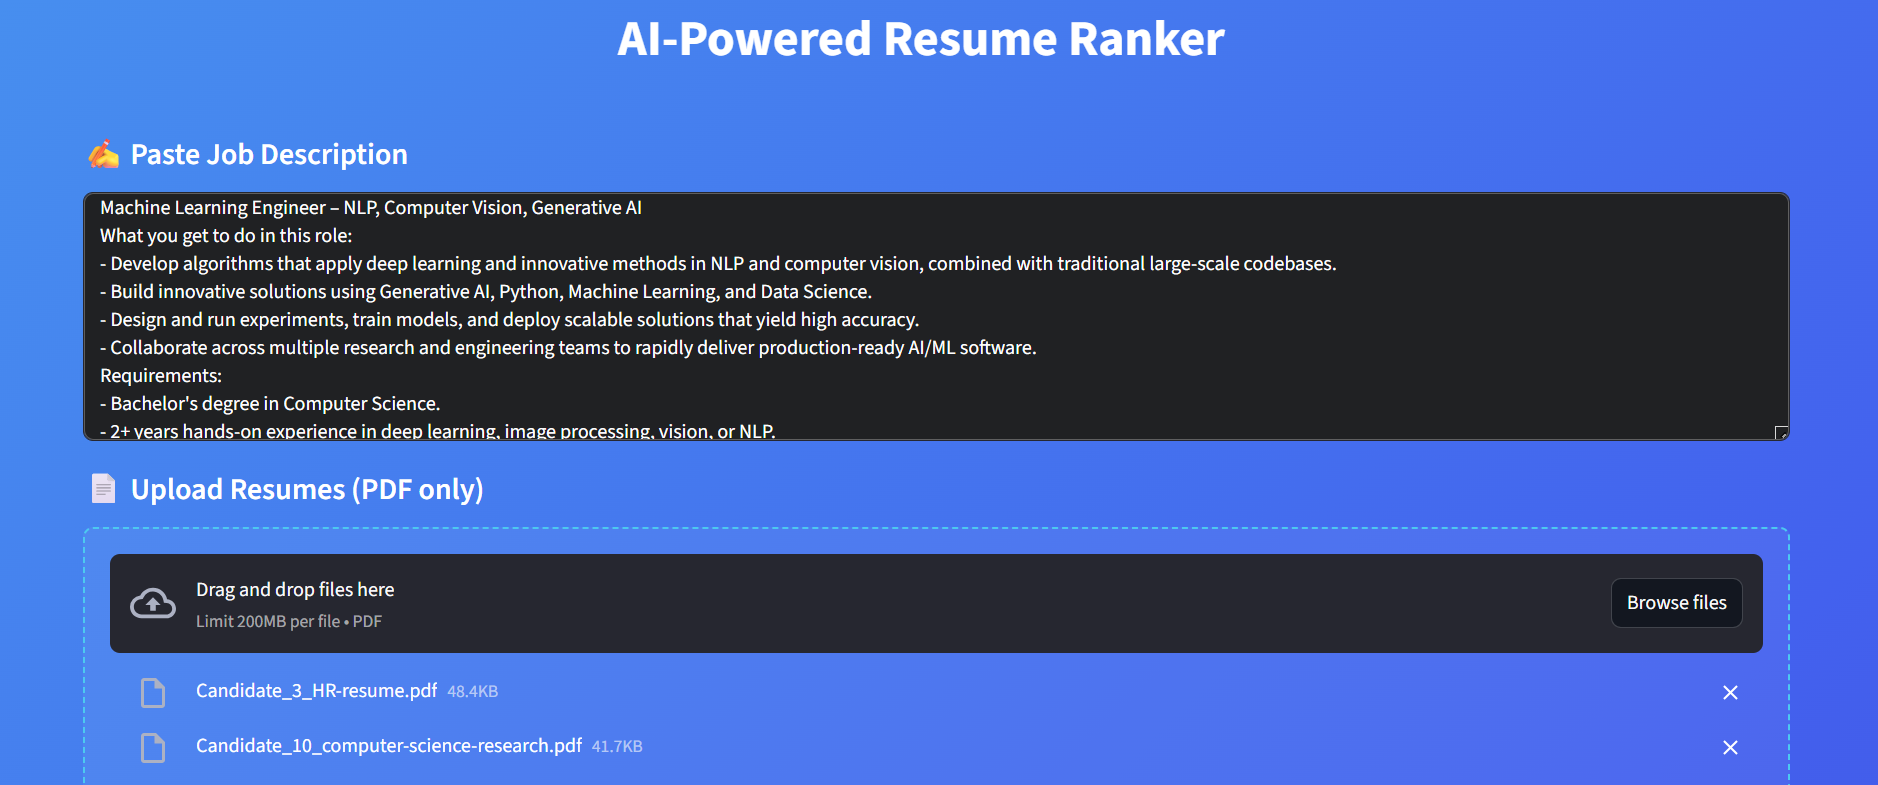 AI-Powered Resume Ranker
Paste Job Description
Machine Learning Engineer – NLP, Computer Vision, Generative AI
What you get to do in this role:
- Develop algorithms that apply deep learning and innovative methods in NLP and computer vision, combined with traditional large-scale codebases.
- Build innovative solutions using Generative AI, Python, Machine Learning, and Data Science.
- Design and run experiments, train models, and deploy scalable solutions that yield high accuracy.
- Collaborate across multiple research and engineering teams to rapidly deliver production-ready AI/ML software.
Requirements:
- Bachelor's degree in Computer Science.
- 2+ years hands-on experience in deep learning, image processing, vision, or NLP.
Upload Resumes (PDF only)
Drag and drop files here
Limit 200MB per file • PDF
Browse files
Candidate_3_HR-resume.pdf 48.4KB
Candidate_10_computer-science-research.pdf 41.7KB